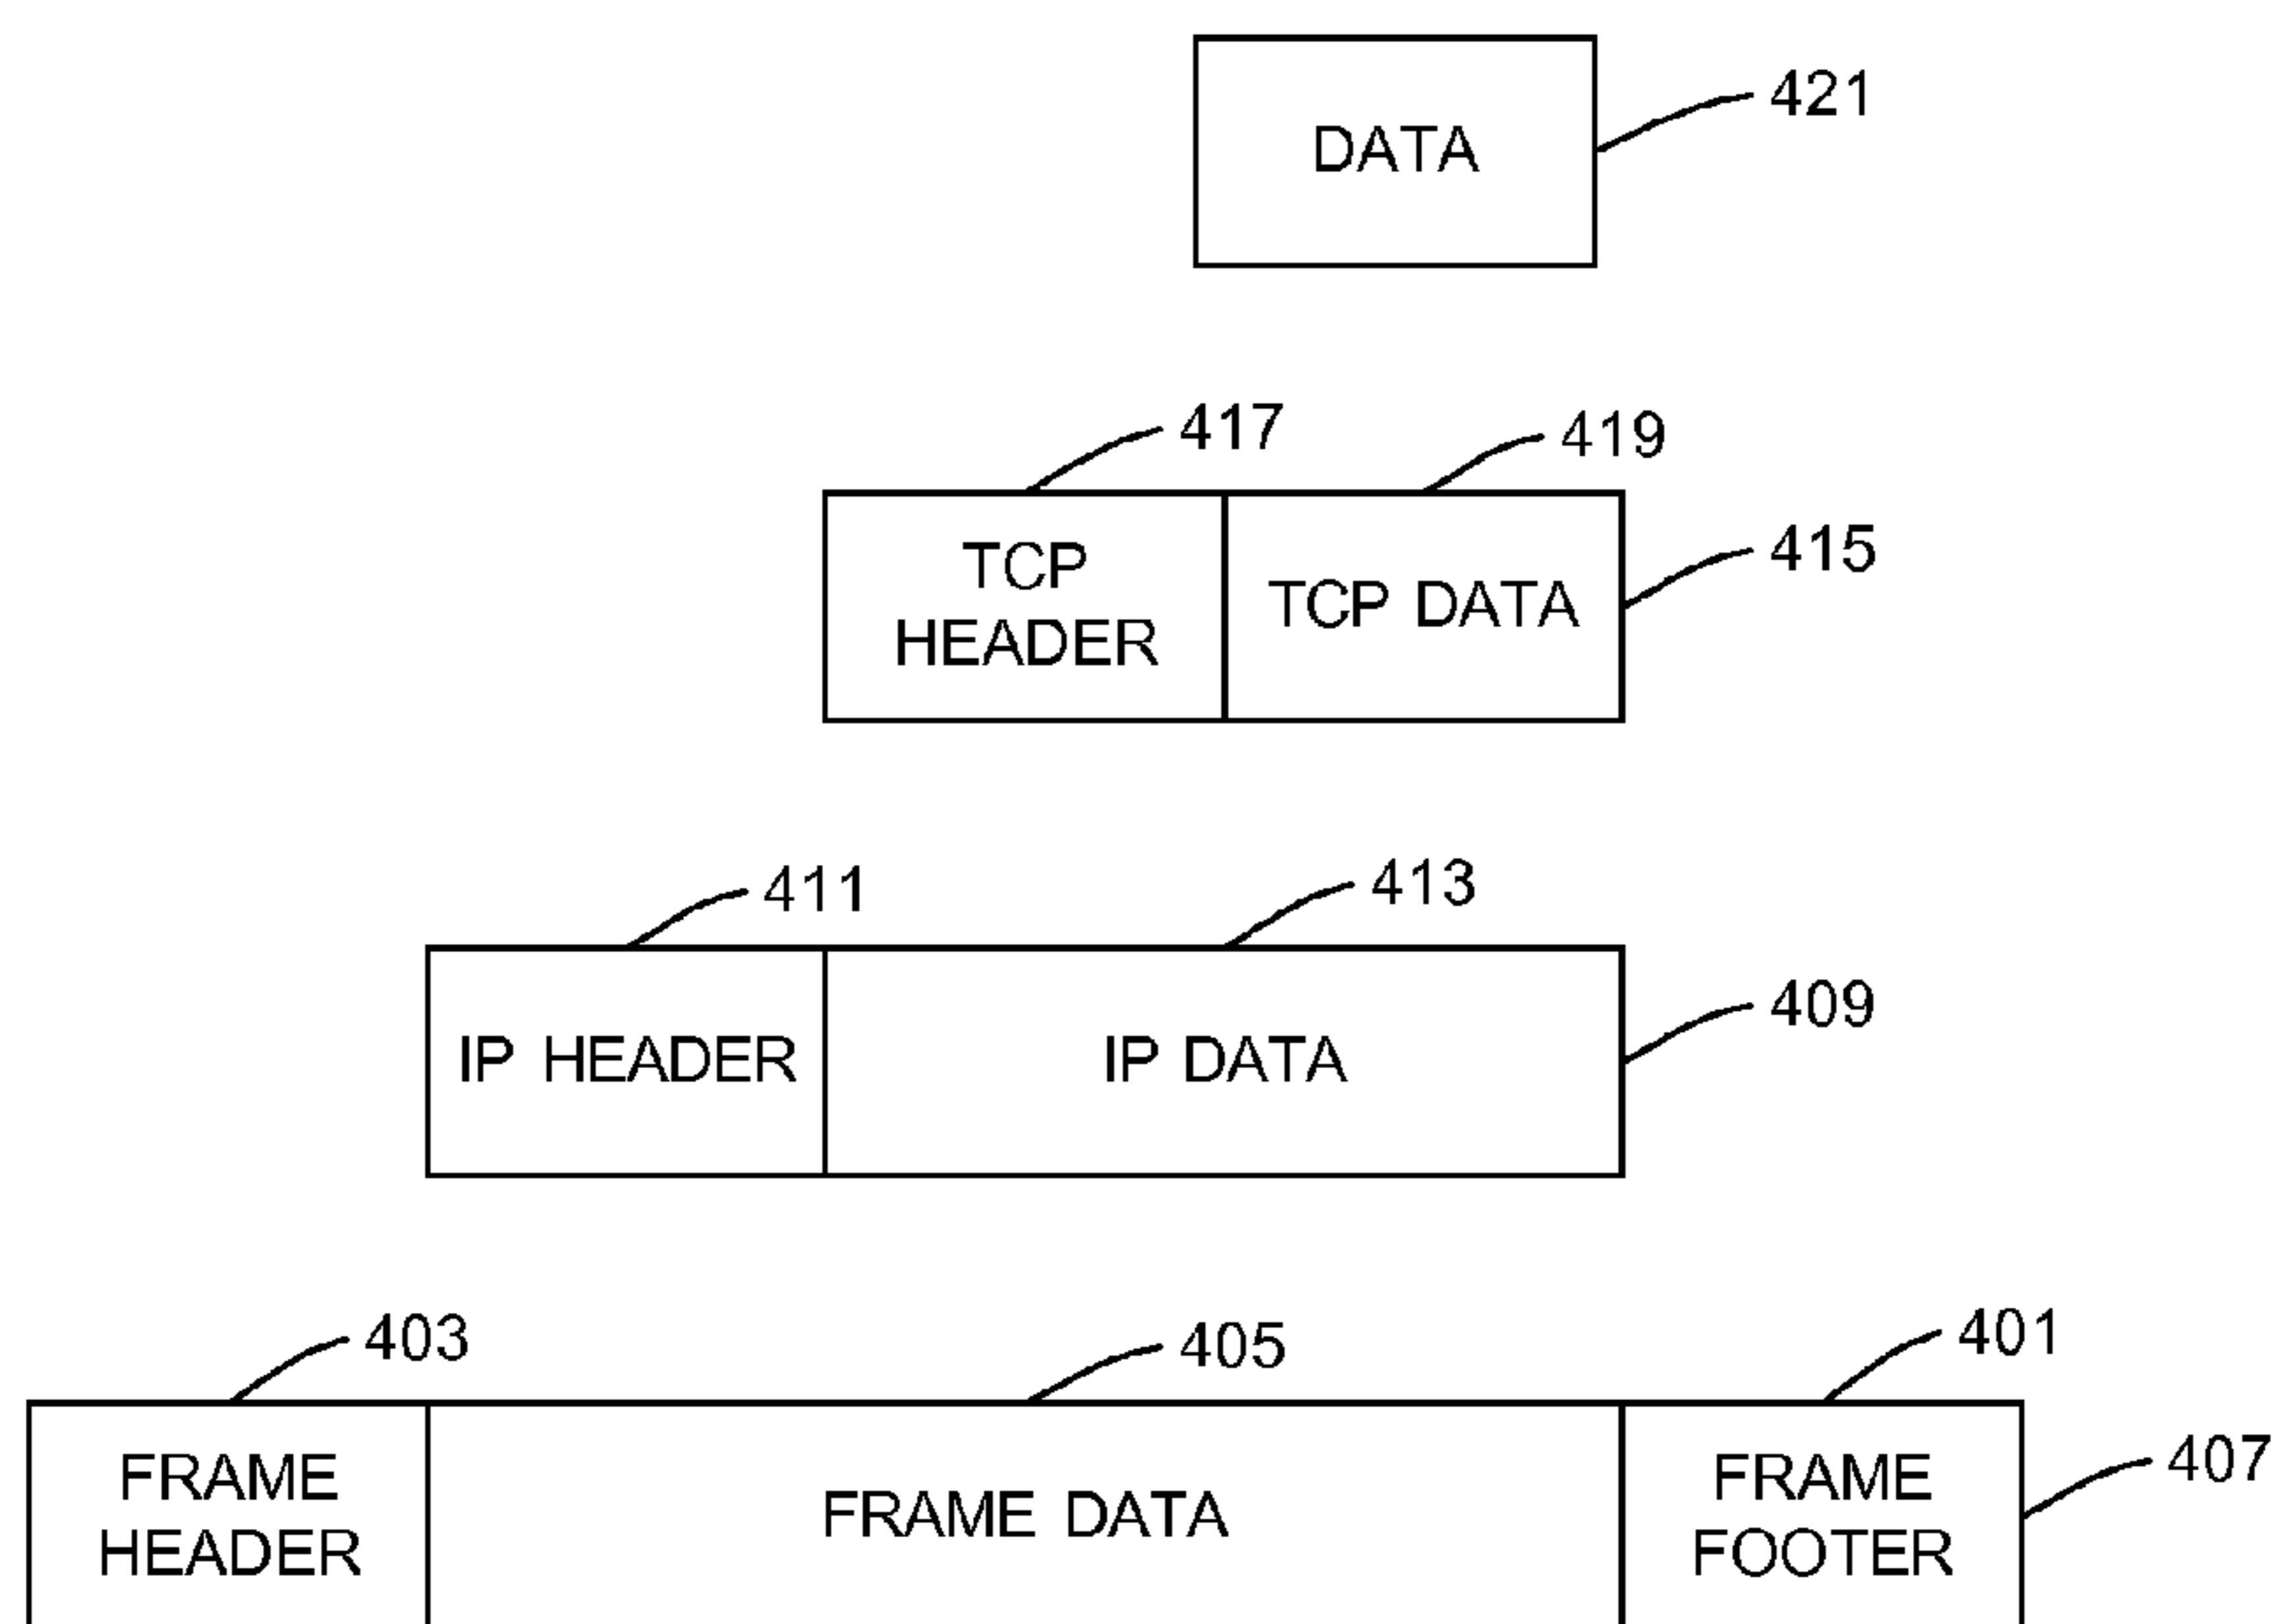 421
DATA
417
419
TCP
HEADER
TCP DATA
415
411
413
IP HEADER
IP DATA
409
403
405
401
FRAME
HEADER
FRAME DATA
FRAME
FOOTER
407